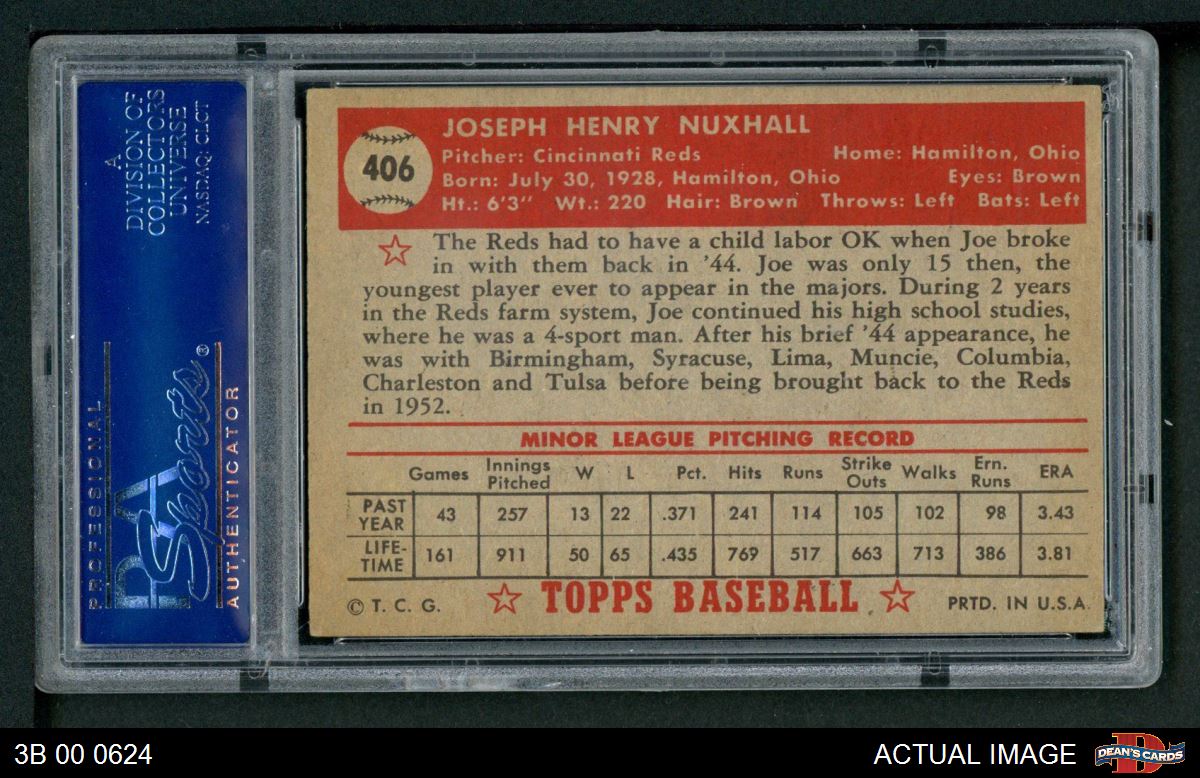 A
DIVISION OF
COLLECTORS
UNIVERSE
NASDAQ: CLCT
PROFESSIONAL
PSA
Sports®
AUTHENTICATOR
406
JOSEPH HENRY NUXHALL
Pitcher: Cincinnati Reds Home: Hamilton, Ohio
Born: July 30, 1928, Hamilton, Ohio Eyes: Brown
Ht.: 6'3" Wt.: 220 Hair: Brown Throws: Left Bats: Left
The Reds had to have a child labor OK when Joe broke
in with them back in '44. Joe was only 15 then, the
youngest player ever to appear in the majors. During 2 years
in the Reds farm system, Joe continued his high school studies,
where he was a 4-sport man. After his brief '44 appearance, he
was with Birmingham, Syracuse, Lima, Muncie, Columbia,
Charleston and Tulsa before being brought back to the Reds
in 1952.
MINOR LEAGUE PITCHING RECORD
Games Innings Pitched W L Pct. Hits Runs Strike Outs Walks Ern. Runs ERA
PAST YEAR 43 257 13 22 .371 241 114 105 102 98 3.43
LIFE-TIME 161 911 50 65 .435 769 517 663 713 386 3.81
© T. C. G. TOPPS BASEBALL PRTD. IN U.S.A.
3B 00 0624 ACTUAL IMAGE DEAN'S CARDS